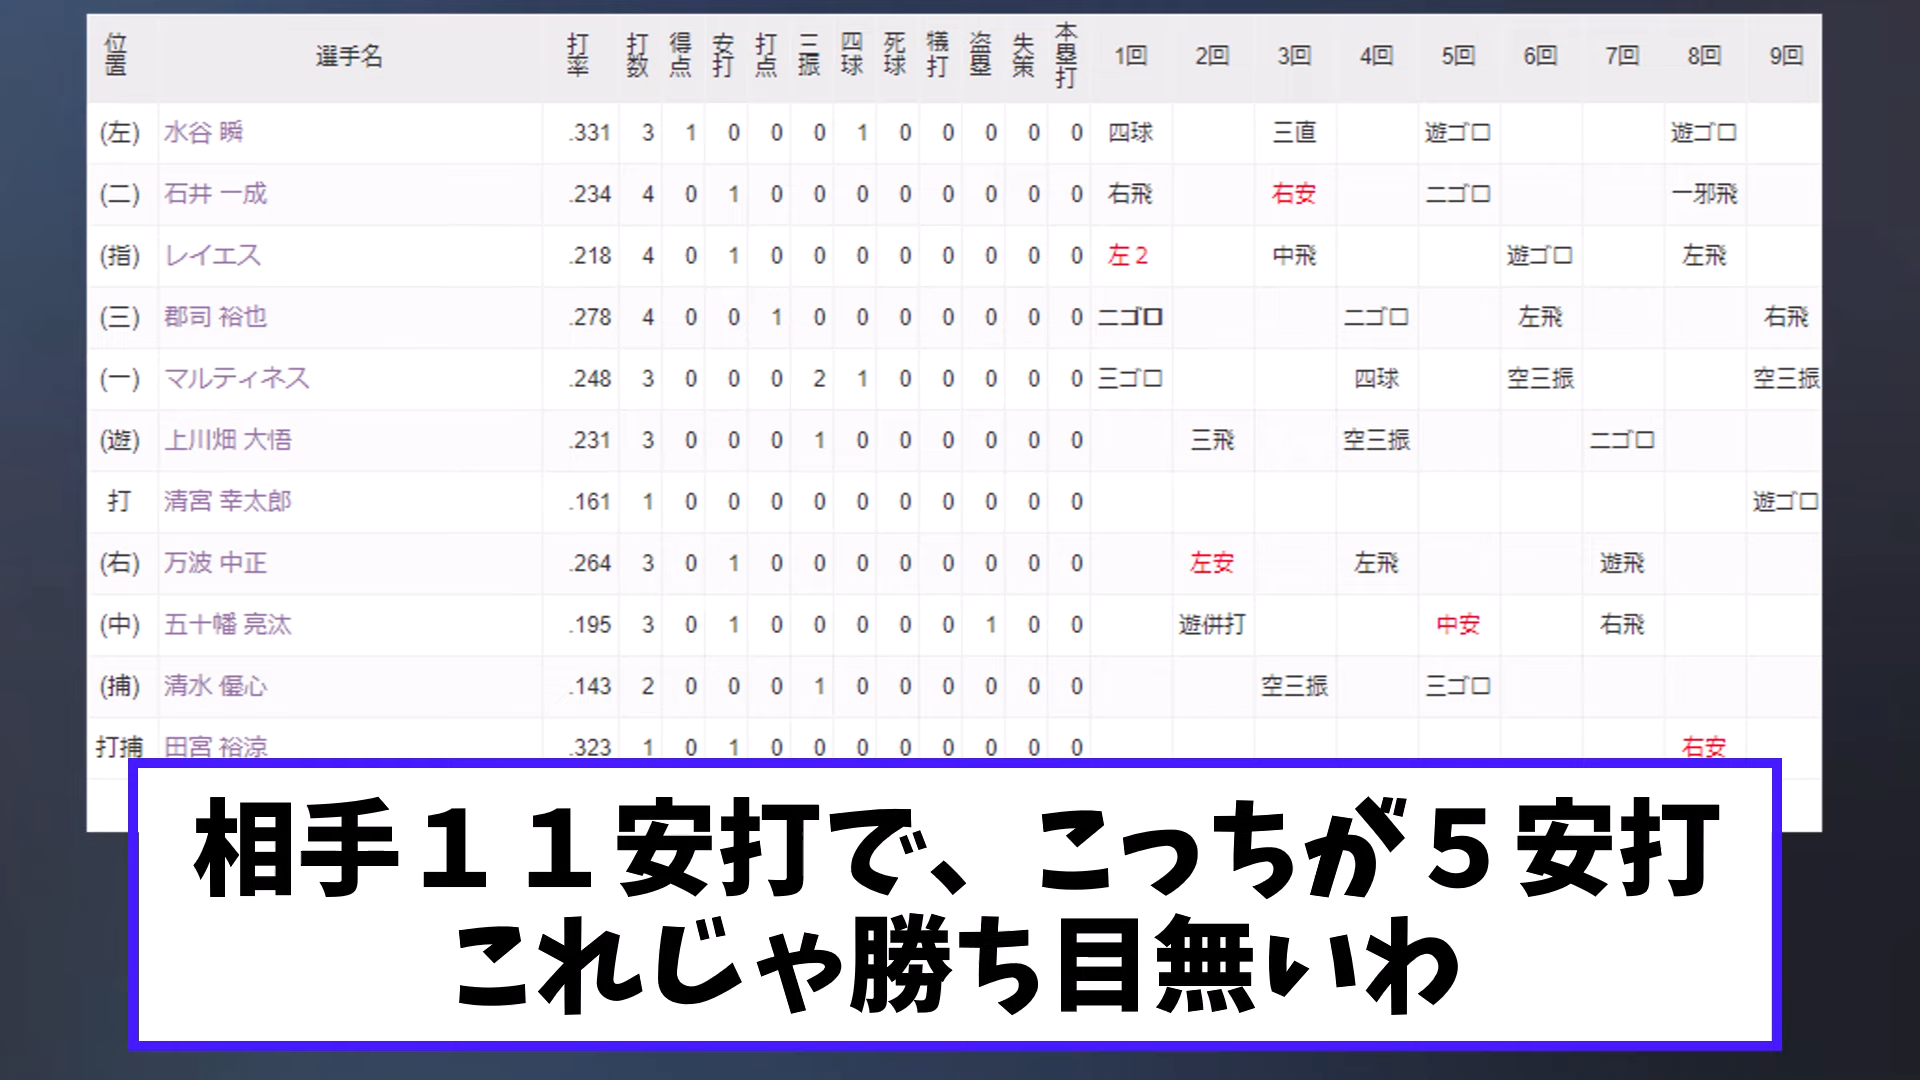 位置 選手名 打率 打数 得点 安打 打点 三振 四球 死球 犠打 盗塁 失策 本塁打 1回 2回 3回 4回 5回 6回 7回 8回 9回
(左) 水谷 瞬 .331 3 1 0 0 0 1 0 0 0 0 0 四球 三直 遊ゴロ 遊ゴロ
(二) 石井 一成 .234 4 0 1 0 0 0 0 0 0 0 0 右飛 右安 二ゴロ 一邪飛
(指) レイエス .218 4 0 1 0 0 0 0 0 0 0 0 左２ 中飛 遊ゴロ 左飛
(三) 郡司 裕也 .278 4 0 0 1 0 0 0 0 0 0 0 二ゴロ 二ゴロ 左飛 右飛
(一) マルティネス .248 3 0 0 0 2 1 0 0 0 0 0 三ゴロ 四球 空三振 空三振
(遊) 上川畑 大悟 .231 3 0 0 0 1 0 0 0 0 0 0 三飛 空三振 二ゴロ
打 清宮 幸太郎 .161 1 0 0 0 0 0 0 0 0 0 0 遊ゴロ
(右) 万波 中正 .264 3 0 1 0 0 0 0 0 0 0 0 左安 左飛 遊飛
(中) 五十幡 亮汰 .195 3 0 1 0 0 0 0 0 1 0 0 遊併打 中安 右飛
(捕) 清水 優心 .143 2 0 0 0 1 0 0 0 0 0 0 空三振 三ゴロ
打捕 田宮 裕涼 .323 1 0 1 0 0 0 0 0 0 0 0 右安
相手１１安打で、こっちが５安打
これじゃ勝ち目無いわ